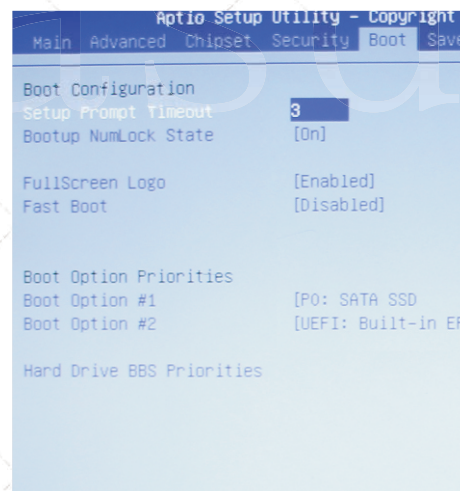 Aptio Setup Utility – Copyright
Main Advanced Chipset Security Boot Save
Boot Configuration
Setup Prompt Timeout 3
Bootup NumLock State [On]
FullScreen Logo [Enabled]
Fast Boot [Disabled]
Boot Option Priorities
Boot Option #1 [P0: SATA SSD
Boot Option #2 [UEFI: Built-in EF
Hard Drive BBS Priorities